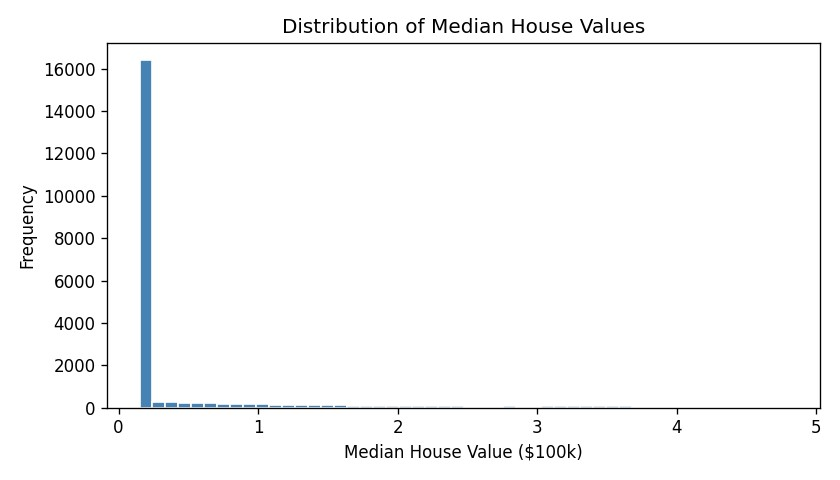 Distribution of Median House Values
16000
14000
12000
10000
8000
6000
4000
2000
0
Frequency
0 1 2 3 4 5
Median House Value ($100k)